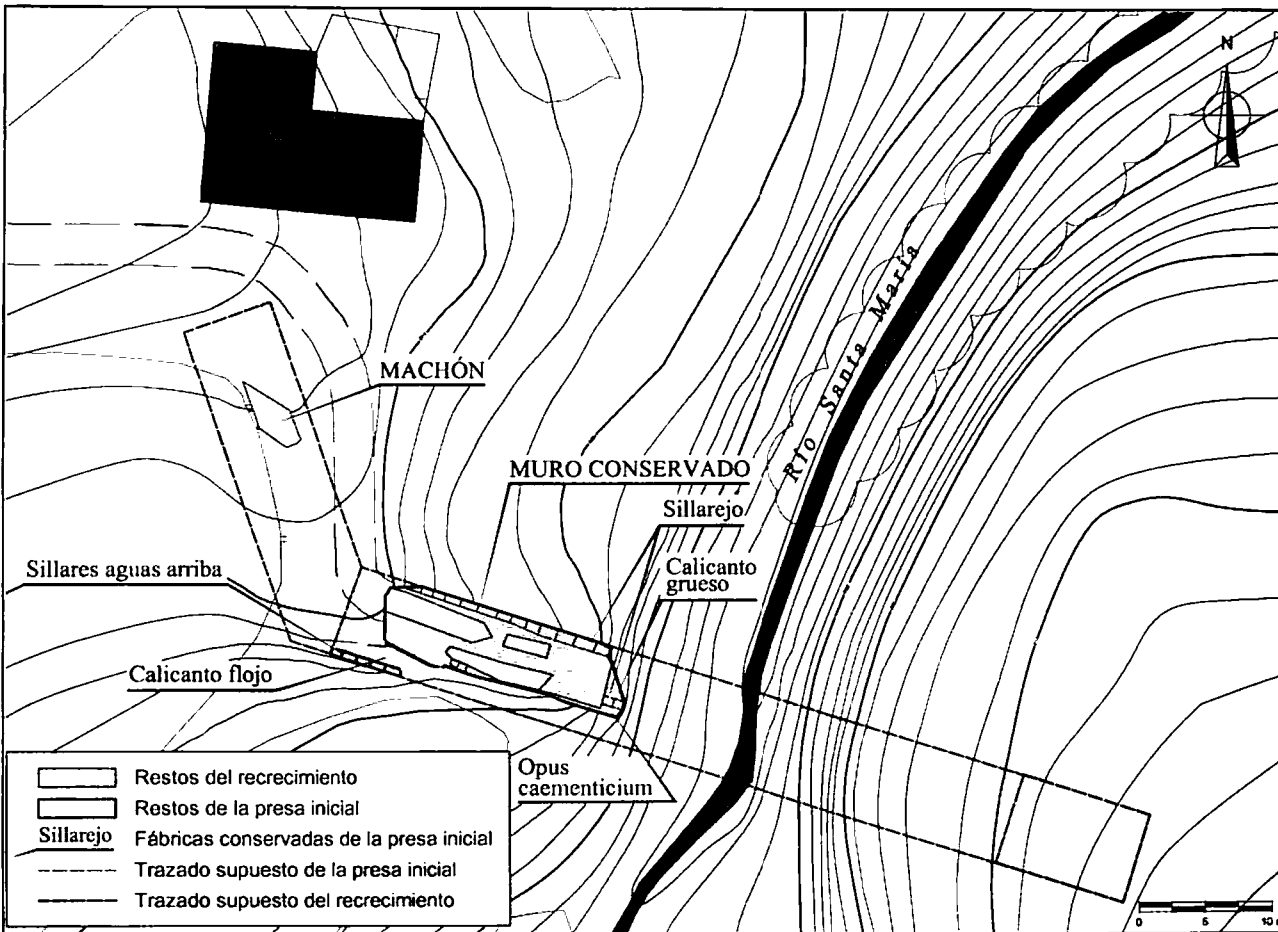 N
Río Santa María
MACHÓN
MURO CONSERVADO
Sillarejo
Calicanto
grueso
Sillares aguas arriba
Calicanto flojo
Opus
caementicium
Restos del recrecimiento
Restos de la presa inicial
Sillarejo Fábricas conservadas de la presa inicial
Trazado supuesto de la presa inicial
Trazado supuesto del recrecimiento
0 5 10